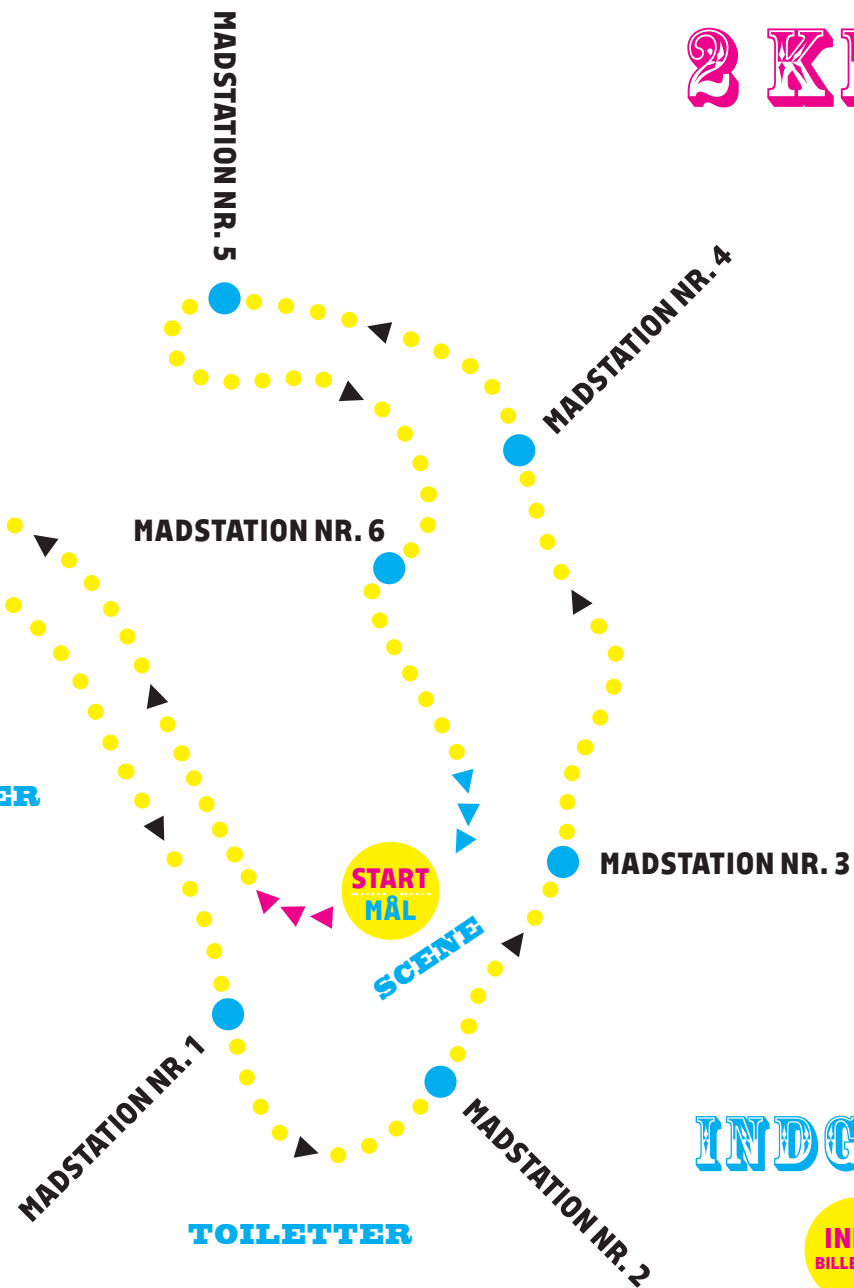 MADSTATION NR. 5
2
MADSTATION NR. 4
MADSTATION NR. 6
START
MÅL
SCENE
MADSTATION NR. 3
MADSTATION NR. 1
MADSTATION NR. 2
TOILETTER